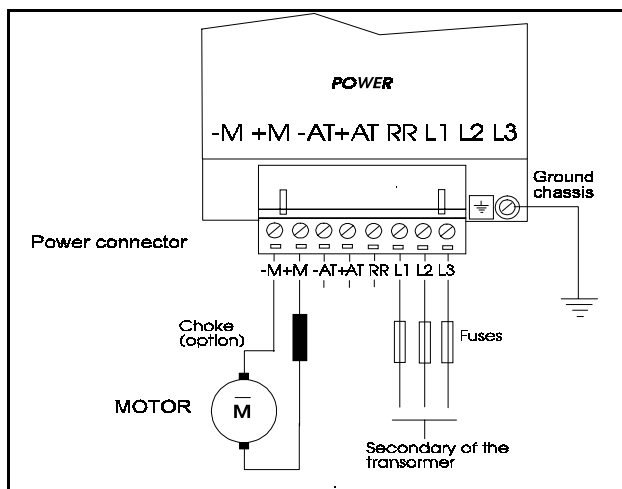 POWER
-M +M -AT+AT RR L1 L2 L3
Ground
chassis
Power connector
-M+M -AT +AT RR L1 L2 L3
Choke
(option)
Fuses
MOTOR
M
Secondary of the
transormer